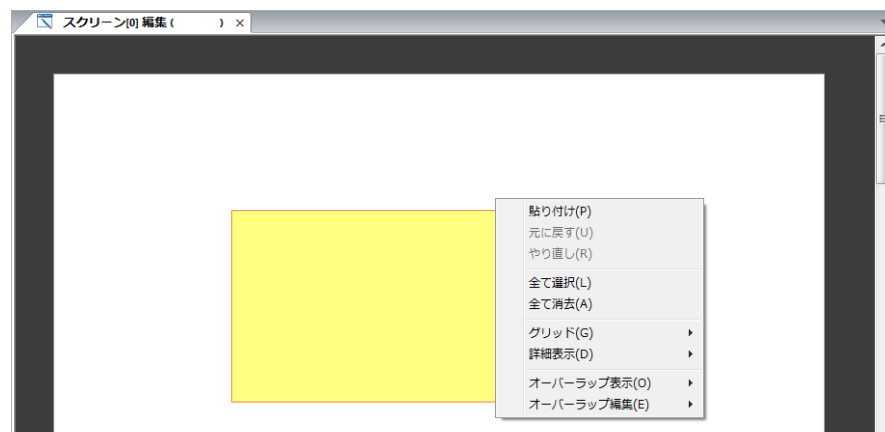 スクリーン[0] 編集 ( )
貼り付け(P)
元に戻す(U)
やり直し(R)
全て選択(L)
全て消去(A)
グリッド(G)
詳細表示(D)
オーバーラップ表示(O)
オーバーラップ編集(E)